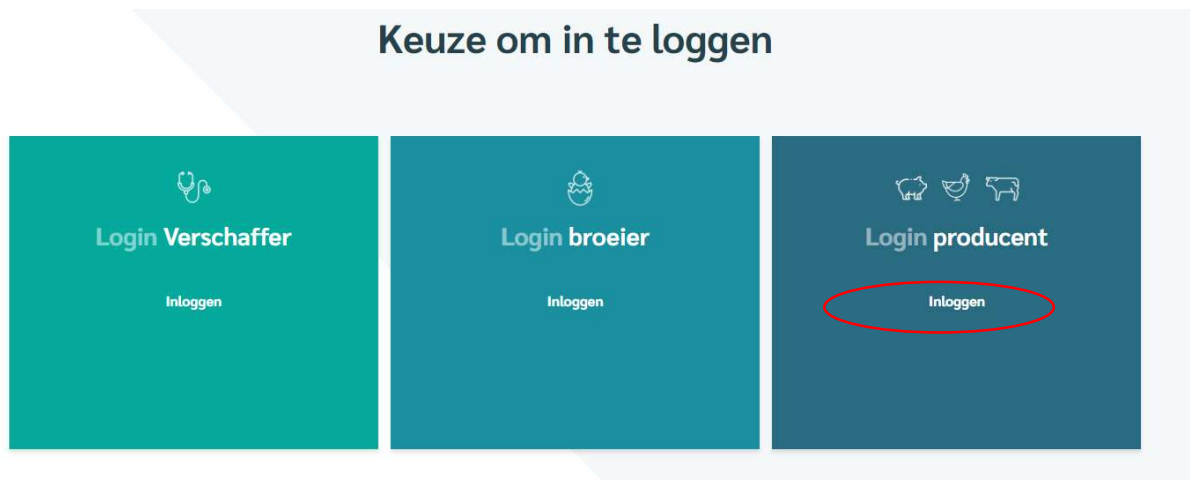 Keuze om in te loggen
Login Verschaffer
Inloggen
Login broeier
Inloggen
Login producent
Inloggen